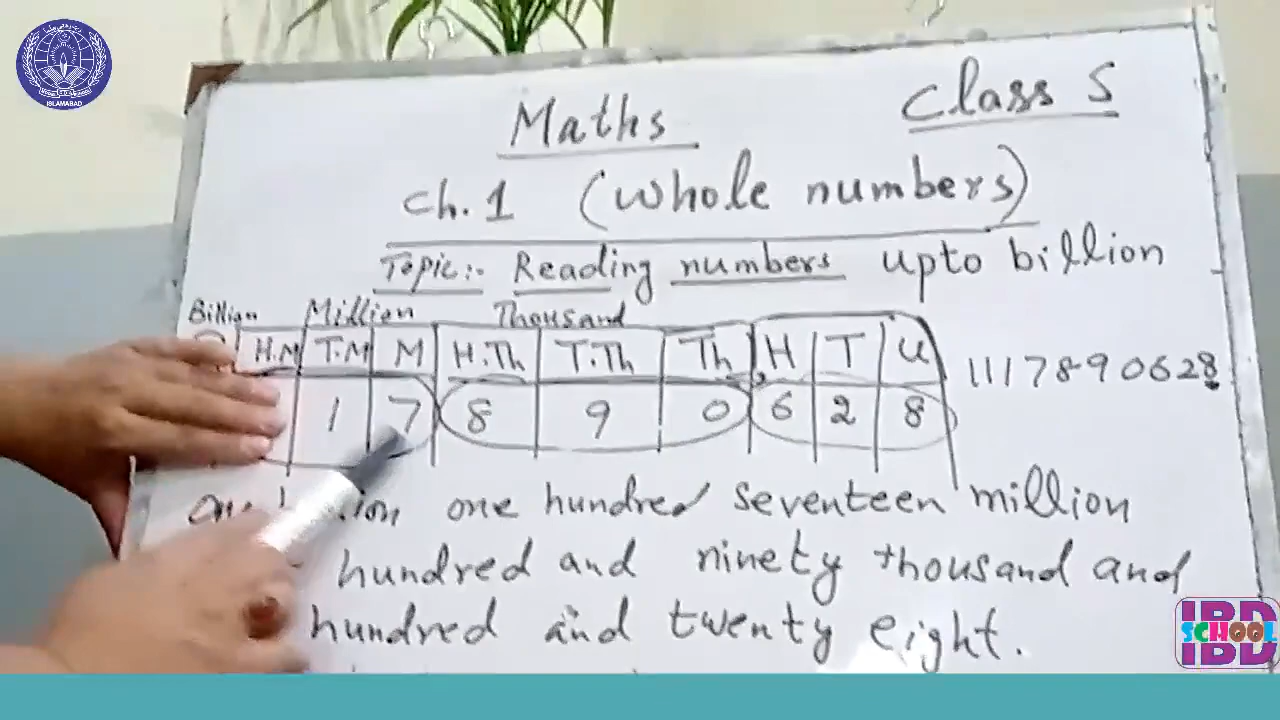 ISLAMABAD
Maths
Class 5
Ch. 1 (Whole numbers)
Topic:- Reading numbers upto billion
Billion Million Thousand
H.M T.M M H.Th T.Th Th H T U
1117890628
1 7 8 9 0 6 2 8
one hundred seventeen million
hundred and ninety thousand and
hundred and twenty eight.
IBD
SCHOOL
IBD